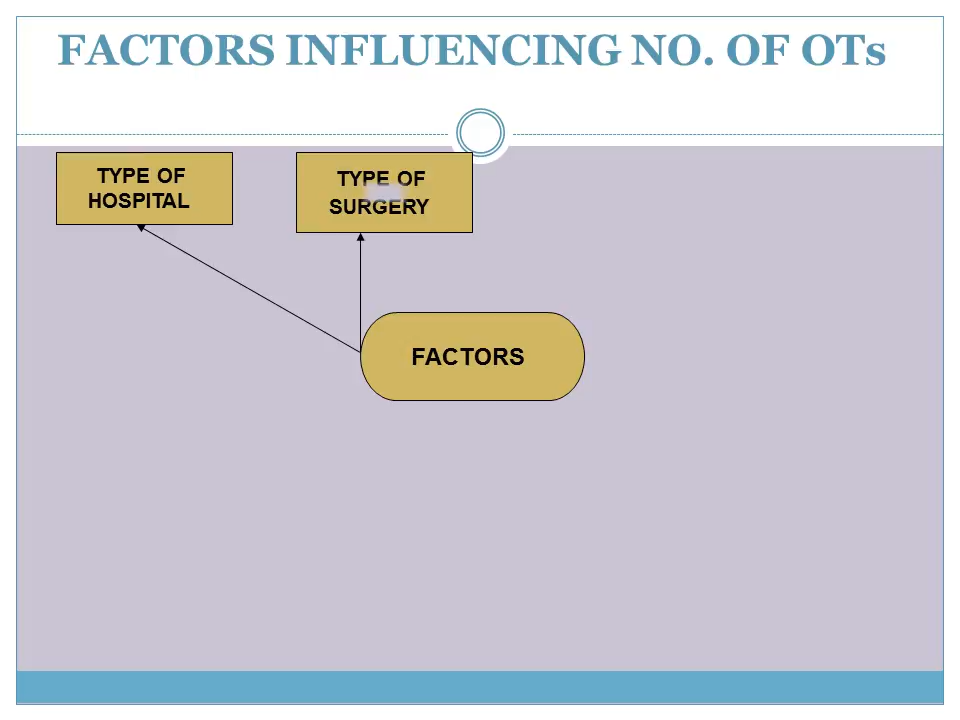 FACTORS INFLUENCING NO. OF OTs
TYPE OF
HOSPITAL
TYPE OF
SURGERY
FACTORS